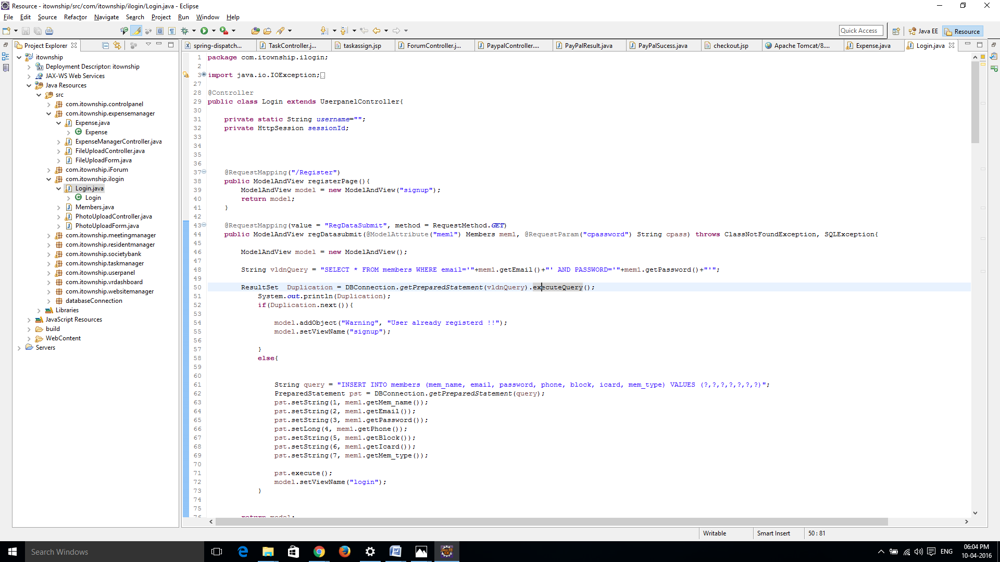 Resource - itownship/src/com/itownship/ilogin/Login.java - Eclipse
File Edit Source Refactor Navigate Search Project Run Window Help
Quick Access Java EE Resource
Project Explorer
spring-dispatch... TaskController.j... taskassign.jsp ForumController.j... PaypalController.... PayPalResult.java PayPalSucess.java checkout.jsp Apache Tomcat/8.... Expense.java Login.java
itownship
Deployment Descriptor: itownship
JAX-WS Web Services
Java Resources
src
com.itownship.controlpanel
com.itownship.expensemanager
Expense.java
Expense
ExpenseManagerController.java
FileUploadController.java
FileUploadForm.java
com.itownship.iForum
com.itownship.ilogin
Login.java
Login
Members.java
PhotoUploadController.java
PhotoUploadForm.java
com.itownship.meetingmanager
com.itownship.residentmanager
com.itownship.societybank
com.itownship.taskmanager
com.itownship.userpanel
com.itownship.vrdashboard
com.itownship.websitemanager
databaseConnection
Libraries
JavaScript Resources
build
WebContent
Servers
1 package com.itownship.ilogin;
2
3 import java.io.IOException;
27
28 @Controller
29 public class Login extends UserpanelController{
30
31 private static String username="";
32 private HttpSession sessionId;
33
34
35
36
37 @RequestMapping("/Register")
38 public ModelAndView registerPage(){
39 ModelAndView model = new ModelAndView("signup");
40 return model;
41 }
42
43 @RequestMapping(value = "RegDataSubmit", method = RequestMethod.GET)
44 public ModelAndView regDatasubmit(@ModelAttribute("mem1") Members mem1, @RequestParam("cpassword") String cpass) throws ClassNotFoundException, SQLException{
45
46 ModelAndView model = new ModelAndView();
47
48 String vldnQuery = "SELECT * FROM members WHERE email='"+mem1.getEmail()+"' AND PASSWORD='"+mem1.getPassword()+"'";
49
50 ResultSet Duplication = DBConnection.getPreparedStatement(vldnQuery).executeQuery();
51 System.out.println(Duplication);
52 if(Duplication.next()){
53
54 model.addObject("Warning", "User already registerd !!");
55 model.setViewName("signup");
56
57 }
58 else{
59
60
61 String query = "INSERT INTO members (mem_name, email, password, phone, block, icard, mem_type) VALUES (?,?,?,?,?,?,?)";
62 PreparedStatement pst = DBConnection.getPreparedStatement(query);
63 pst.setString(1, mem1.getMem_name());
64 pst.setString(2, mem1.getEmail());
65 pst.setString(3, mem1.getPassword());
66 pst.setLong(4, mem1.getPhone());
67 pst.setString(5, mem1.getBlock());
68 pst.setString(6, mem1.getIcard());
69 pst.setString(7, mem1.getMem_type());
70
71 pst.execute();
72 model.setViewName("login");
73 }
74
75
76 return model;
Writable Smart Insert 50 : 81
Search Windows
ENG 06:04 PM
10-04-2016